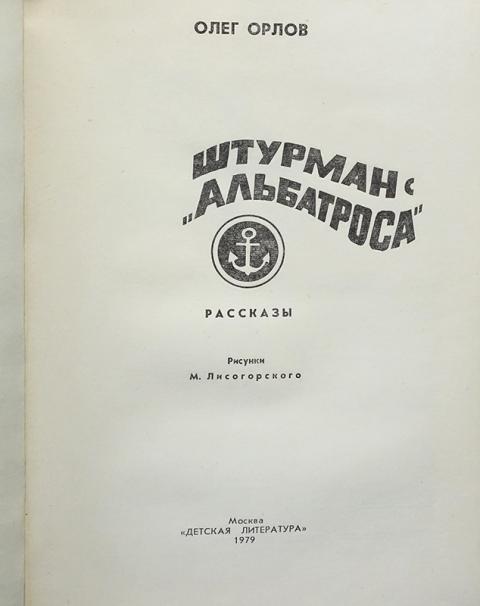 ОЛЕГ ОРЛОВ
ШТУРМАН с
„АЛЬБАТРОСА"
РАССКАЗЫ
Рисунки
М. Лисогорского
Москва
«ДЕТСКАЯ ЛИТЕРАТУРА»
1979